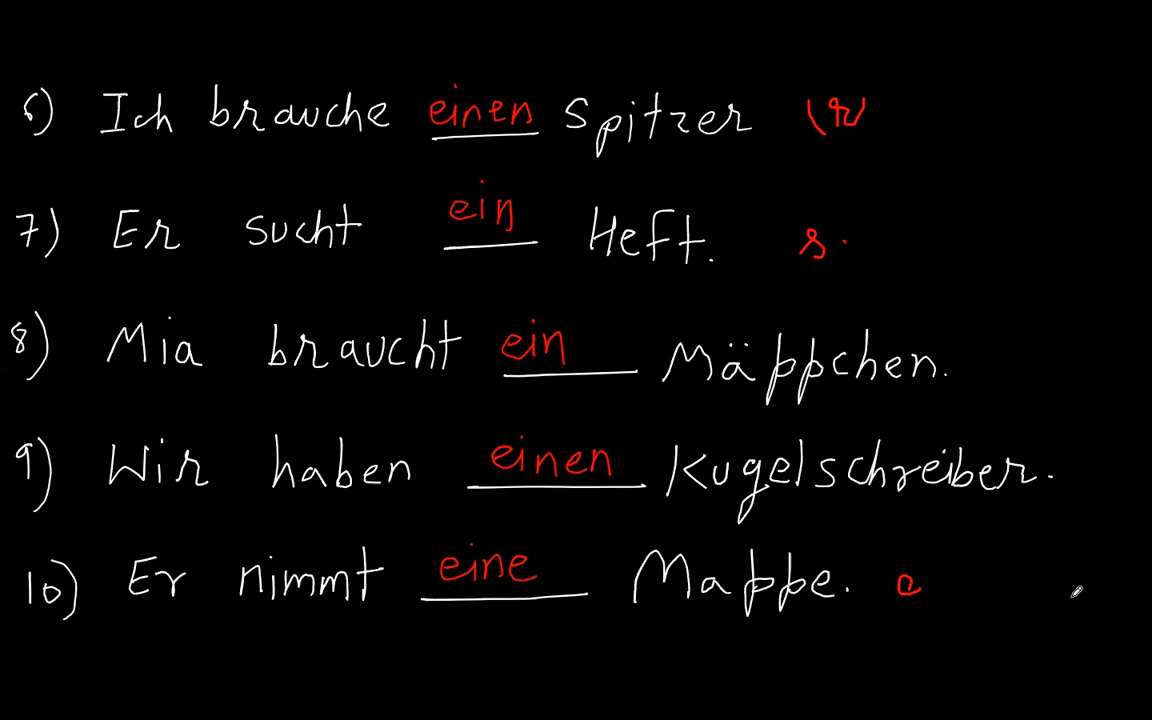 6) Ich brauche einen Spitzer (r)
7) Er sucht ein Heft. s.
8) Mia braucht ein Mäppchen.
9) Wir haben einen Kugelschreiber.
10) Er nimmt eine Mappe. e